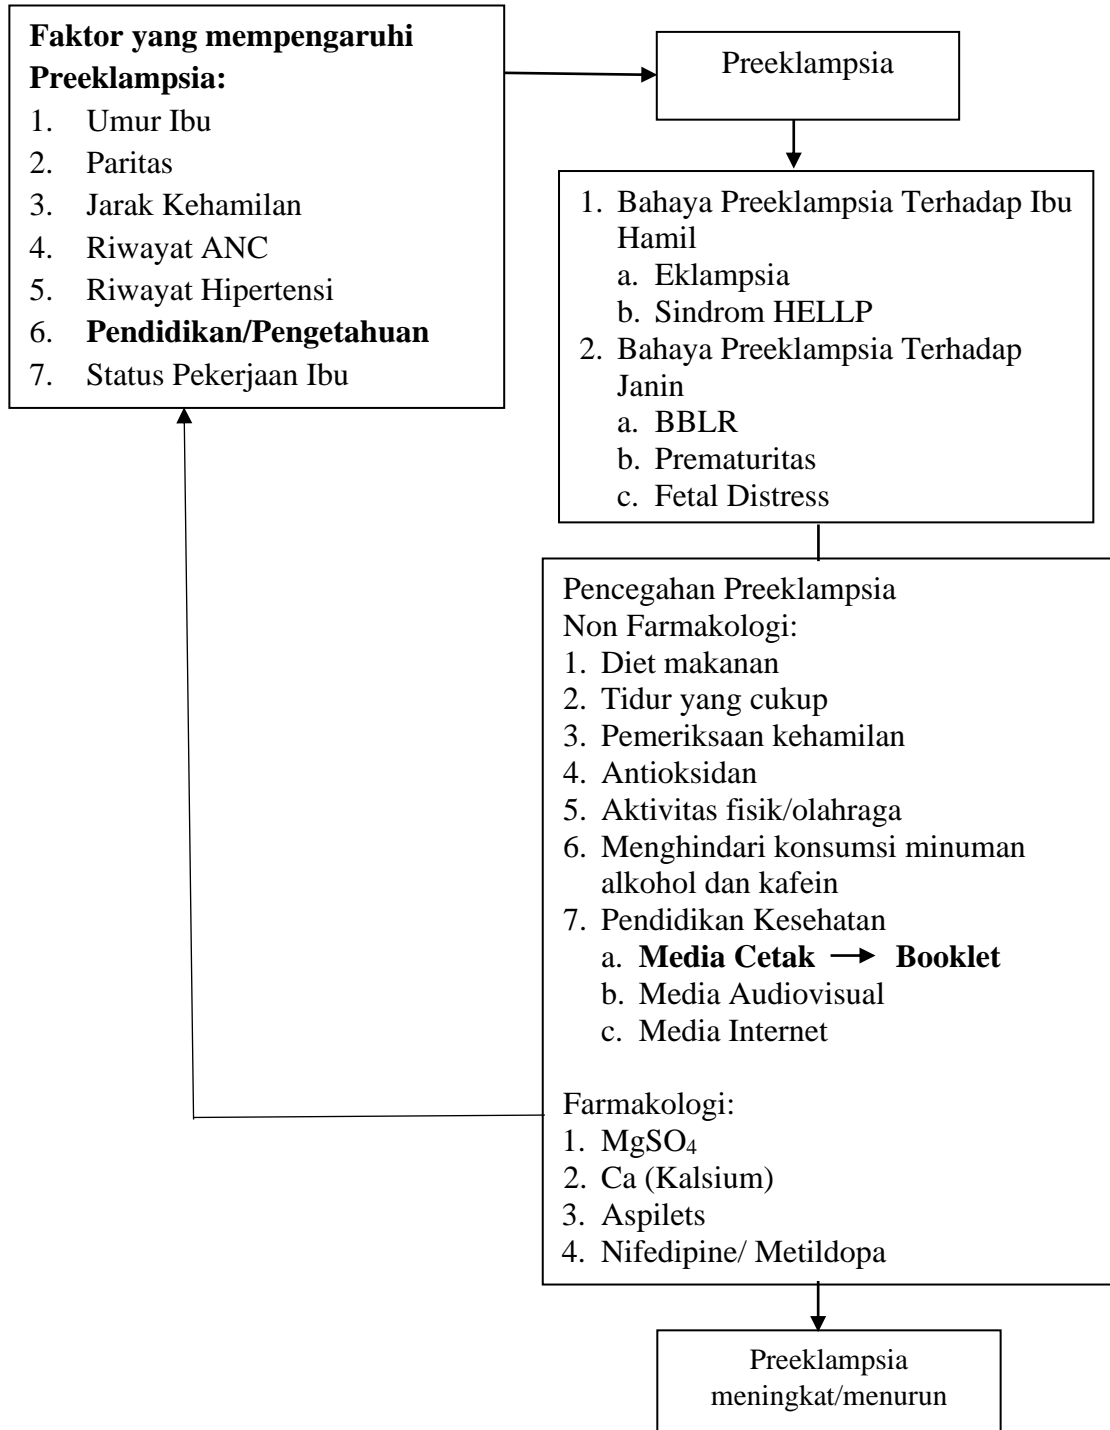 Faktor yang mempengaruhi
Preeklampsia:
1. Umur Ibu
2. Paritas
3. Jarak Kehamilan
4. Riwayat ANC
5. Riwayat Hipertensi
6. Pendidikan/Pengetahuan
7. Status Pekerjaan Ibu
Preeklampsia
1. Bahaya Preeklampsia Terhadap Ibu
Hamil
a. Eklampsia
b. Sindrom HELLP
2. Bahaya Preeklampsia Terhadap
Janin
a. BBLR
b. Prematuritas
c. Fetal Distress
Pencegahan Preeklampsia
Non Farmakologi:
1. Diet makanan
2. Tidur yang cukup
3. Pemeriksaan kehamilan
4. Antioksidan
5. Aktivitas fisik/olahraga
6. Menghindari konsumsi minuman
alkohol dan kafein
7. Pendidikan Kesehatan
a. Media Cetak → Booklet
b. Media Audiovisual
c. Media Internet
Farmakologi:
1. MgSO₄
2. Ca (Kalsium)
3. Aspilets
4. Nifedipine/ Metildopa
Preeklampsia
meningkat/menurun